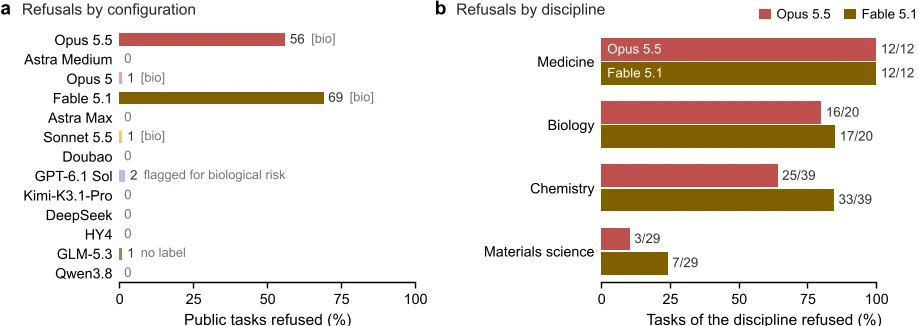 a Refusals by configuration
Opus 5.5 56 [bio]
Astra Medium 0
Opus 5 1 [bio]
Fable 5.1 69 [bio]
Astra Max 0
Sonnet 5.5 1 [bio]
Doubao 0
GPT-6.1 Sol 2 flagged for biological risk
Kimi-K3.1-Pro 0
DeepSeek 0
HY4 0
GLM-5.3 1 no label
Qwen3.8 0
0 25 50 75 100
Public tasks refused (%)
b Refusals by discipline
Opus 5.5 Fable 5.1
Medicine
Opus 5.5 12/12
Fable 5.1 12/12
Biology
16/20
17/20
Chemistry
25/39
33/39
Materials science
3/29
7/29
0 25 50 75 100
Tasks of the discipline refused (%)